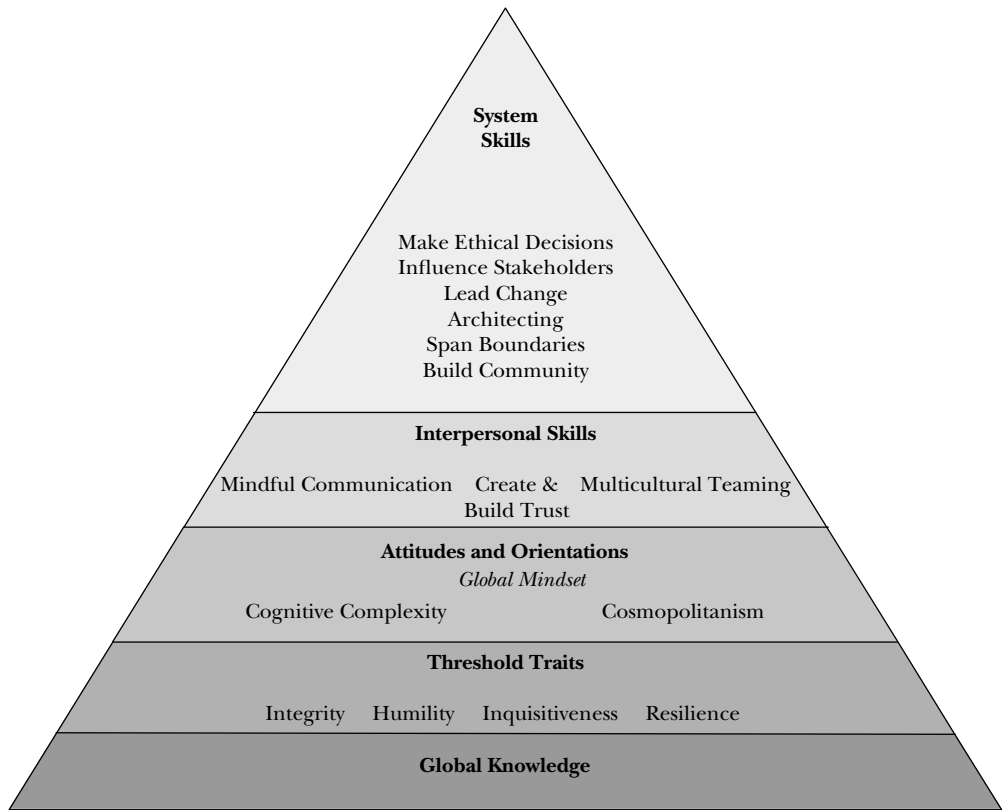 System
Skills
Make Ethical Decisions
Influence Stakeholders
Lead Change
Architecting
Span Boundaries
Build Community
Interpersonal Skills
Mindful Communication Create & Multicultural Teaming
Build Trust
Attitudes and Orientations
Global Mindset
Cognitive Complexity Cosmopolitanism
Threshold Traits
Integrity Humility Inquisitiveness Resilience
Global Knowledge